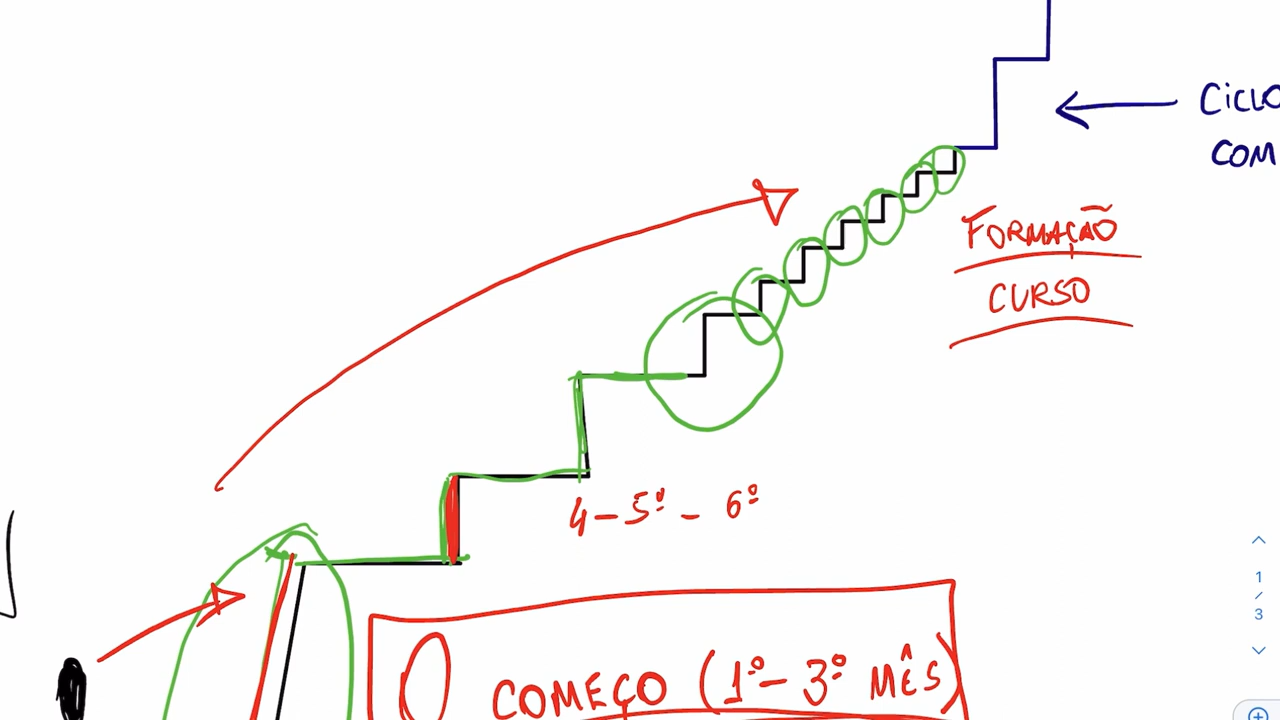 CICLO
COM
FORMAÇÃO
CURSO
4 - 5º - 6º
1
/
3
COMEÇO (1º - 3º MÊS)